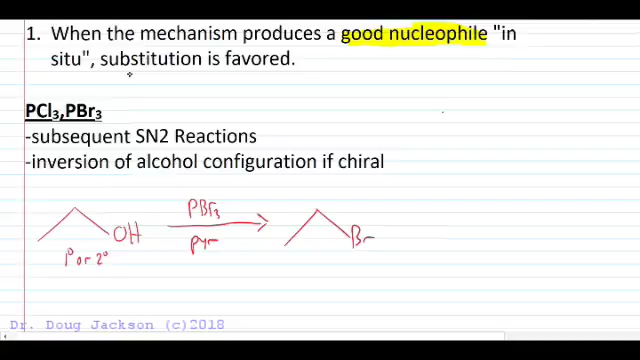 1. When the mechanism produces a good nucleophile "in
situ", substitution is favored.
PCl3,PBr3
-subsequent SN2 Reactions
-inversion of alcohol configuration if chiral
OH
1° or 2°
PBr3
pyr
Br
Dr. Doug Jackson (c)2018